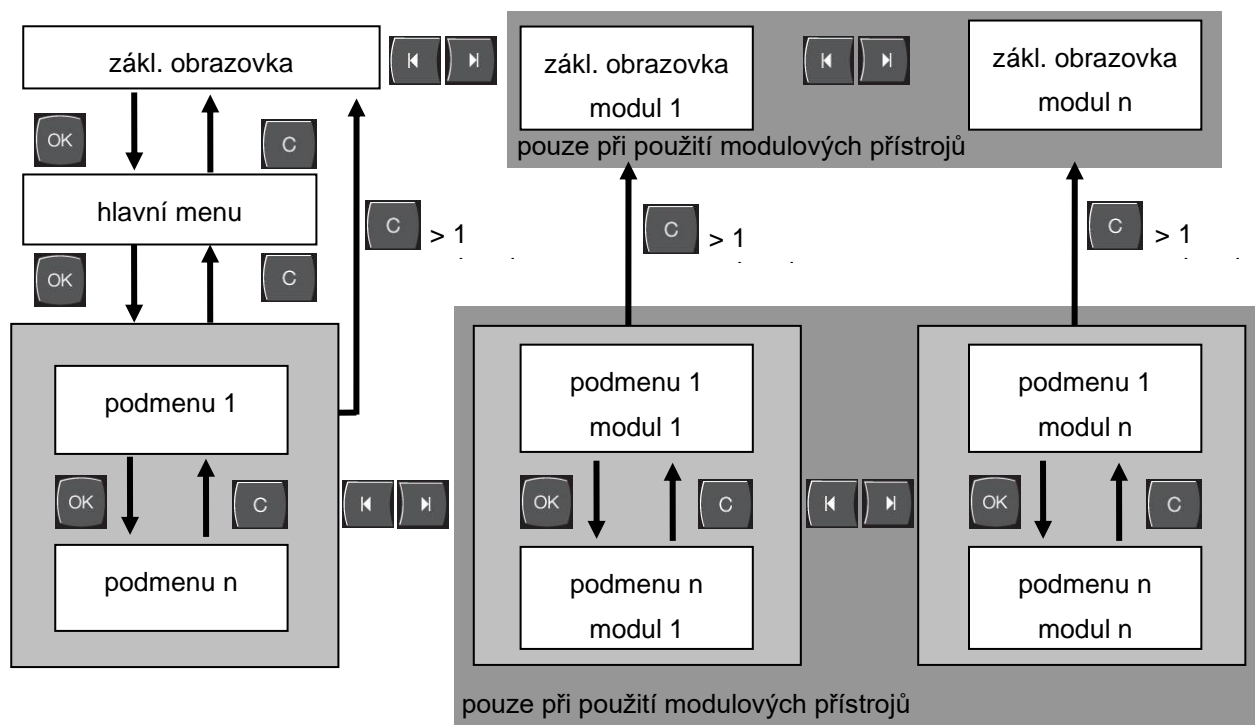 zákl. obrazovka
zákl. obrazovka
modul 1
zákl. obrazovka
modul n
pouze při použití modulových přístrojů
OK
C
hlavní menu
OK
C
C
> 1
C
> 1
C
> 1
podmenu 1
OK
C
podmenu n
podmenu 1
modul 1
OK
C
podmenu n
modul 1
podmenu 1
modul n
OK
C
podmenu n
modul n
pouze při použití modulových přístrojů